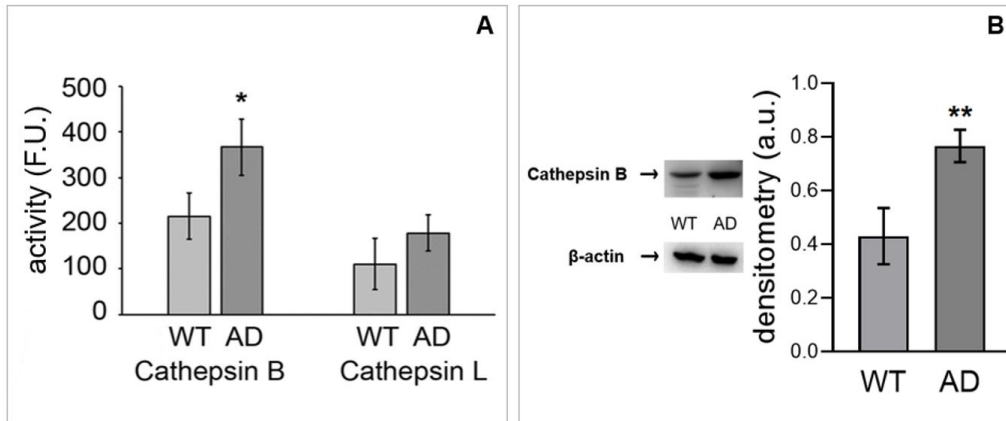 A
activity (F.U.)
500
400
300
200
100
0
*
WT AD WT AD
Cathepsin B Cathepsin L
B
Cathepsin B →
WT AD
β-actin →
densitometry (a.u.)
1.0
0.8
0.6
0.4
0.2
0.0
**
WT AD